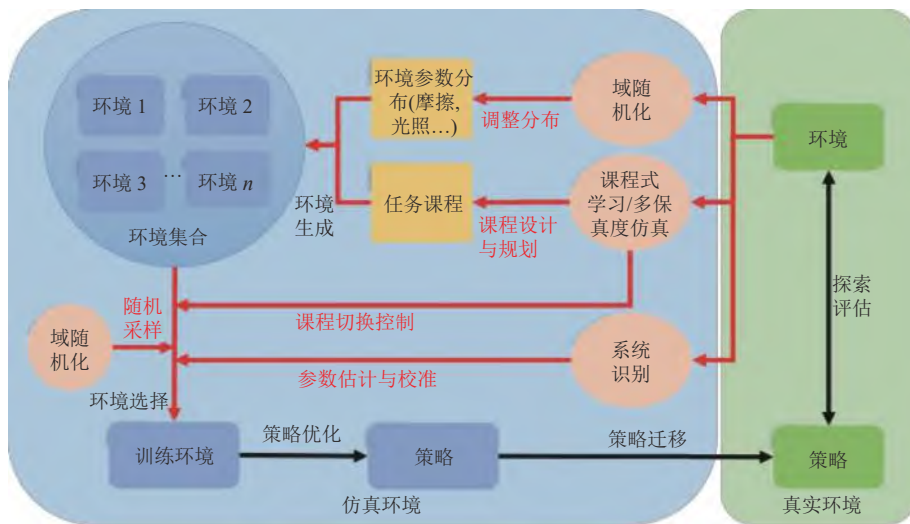 环境 1
环境 2
环境 3
…
环境 n
环境集合
环境参数分
布(摩擦,
光照…)
调整分布
域随
机化
环境
生成
任务课程
课程设计
与规划
课程式
学习/多保
真度仿真
环境
随机
采样
课程切换控制
探索
评估
域随
机化
参数估计与校准
系统
识别
环境选择
训练环境
策略优化
策略
策略迁移
策略
仿真环境
真实环境